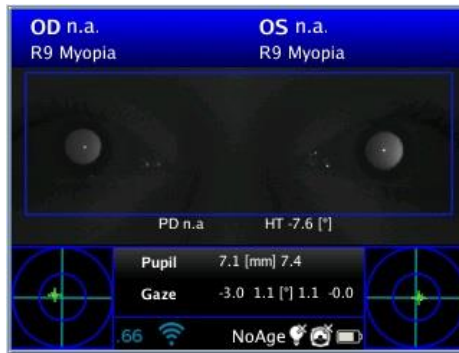 OD n.a. OS n.a.
R9 Myopia R9 Myopia
PD n.a HT -7.6 [°]
Pupil 7.1 [mm] 7.4
Gaze -3.0 1.1 [°] 1.1 -0.0
.66 NoAge